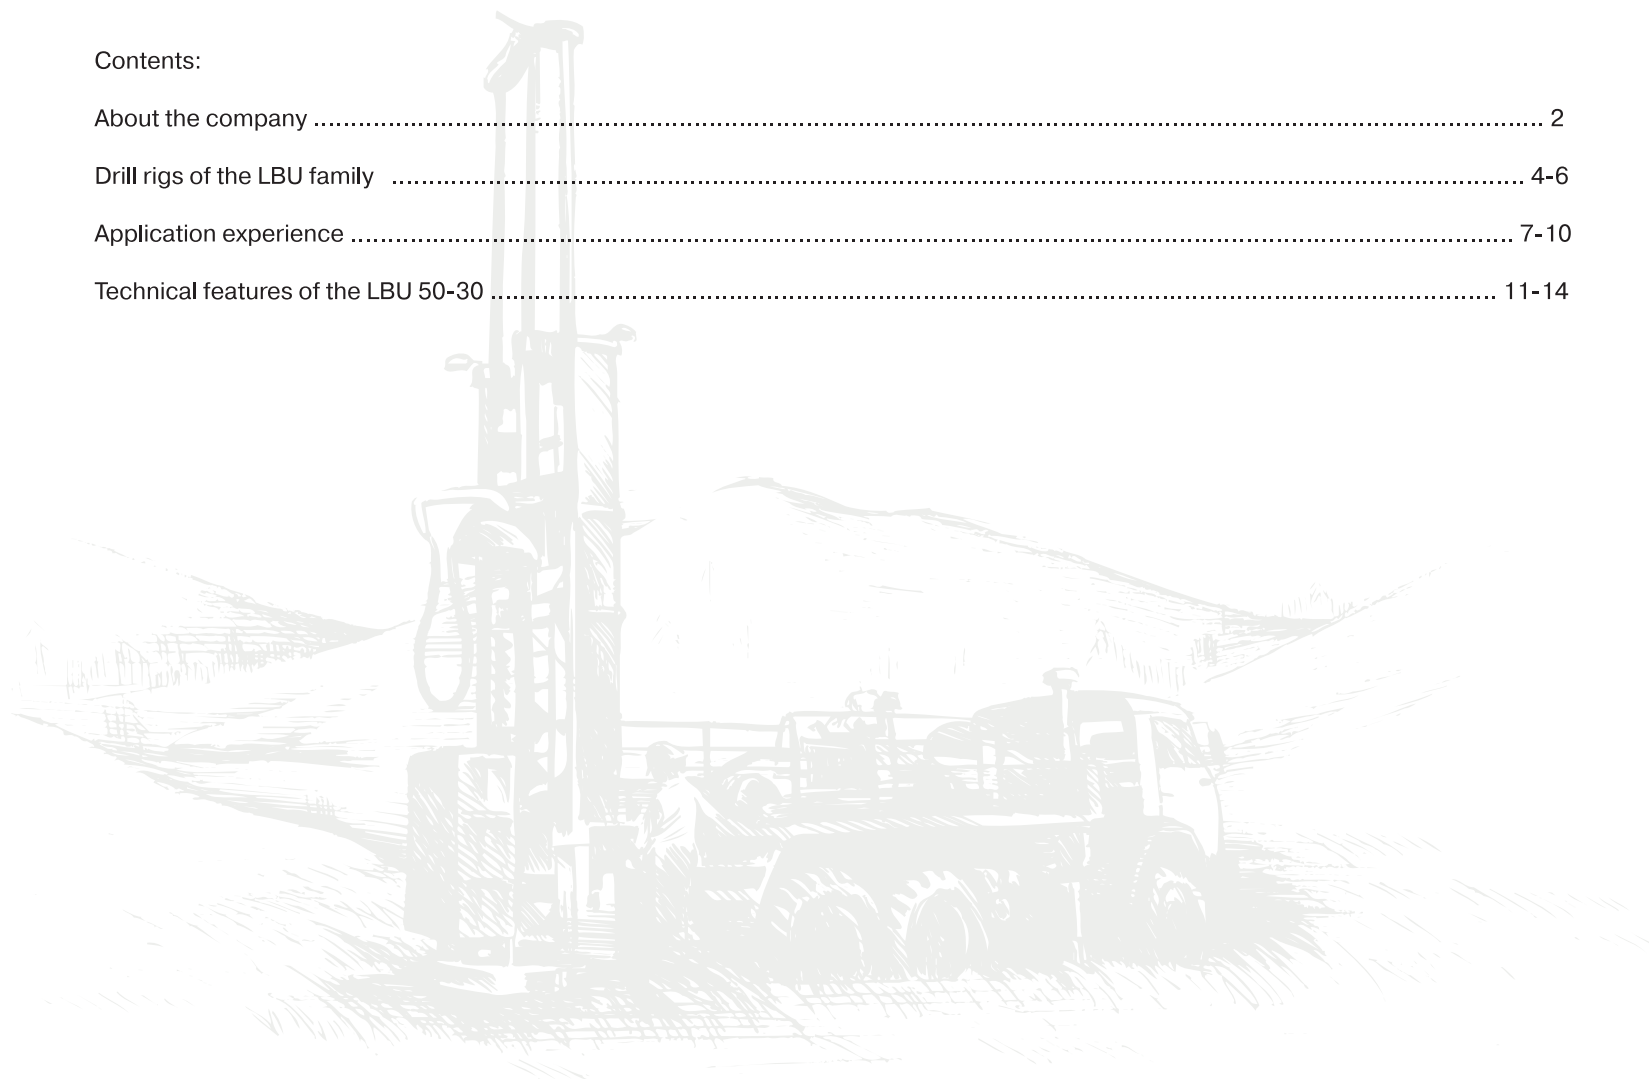 Contents:
About the company ........................................................................................................................................................ 2
Drill rigs of the LBU family ............................................................................................................................................ 4-6
Application experience ................................................................................................................................................ 7-10
Technical features of the LBU 50-30 ............................................................................................................................ 11-14